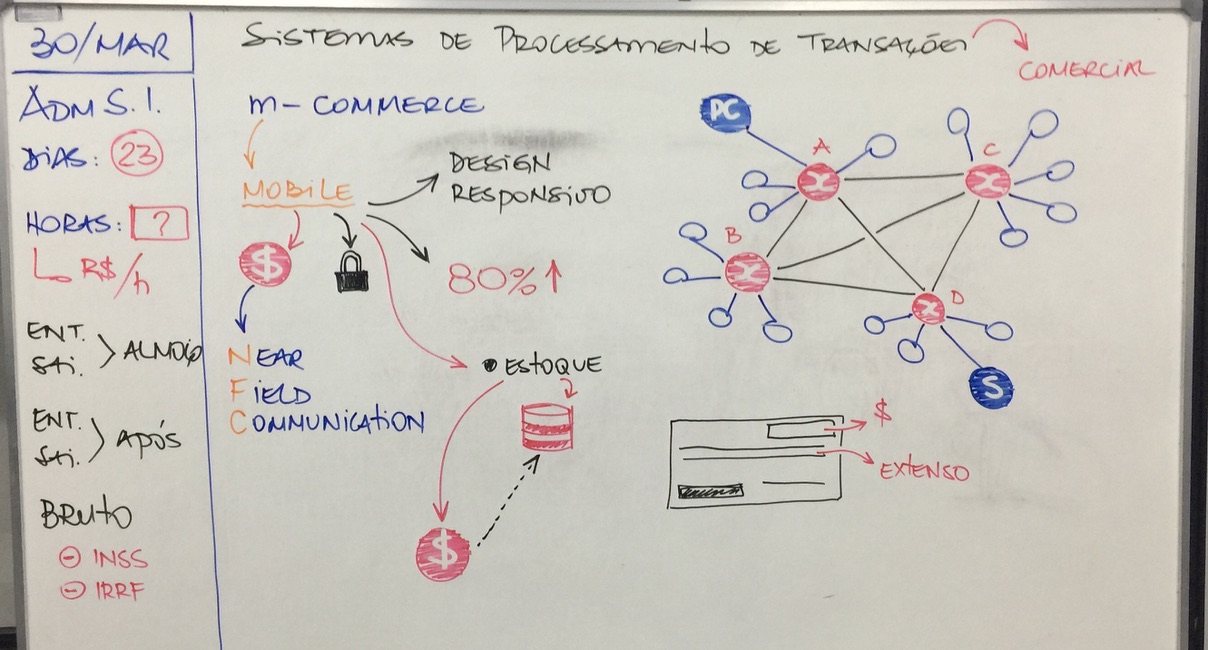 30/MAR
ADM S.I.
DIAS: 23
HORAS: ?
R$/h
ENT.
SAI.
ALMOÇO
ENT.
SAI.
APÓS
BRUTO
- INSS
- IRRF
SISTEMAS DE PROCESSAMENTO DE TRANSAÇÕES
COMERCIAL
m-COMMERCE
MOBILE
DESIGN
RESPONSIVO
$
80%↑
NEAR
FIELD
COMMUNICATION
• ESTOQUE
$
PC
A
C
B
D
X
X
X
X
S
$
EXTENSO